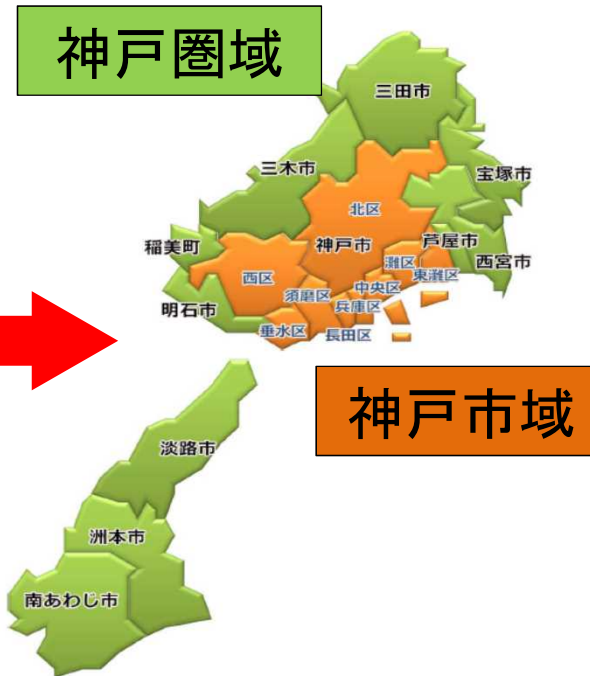 神戸圏域
三田市
三木市
宝塚市
北区
稲美町
神戸市
芦屋市
灘区
西宮市
東灘区
西区
中央区
須磨区
明石市
兵庫区
垂水区
長田区
神戸市域
淡路市
洲本市
南あわじ市